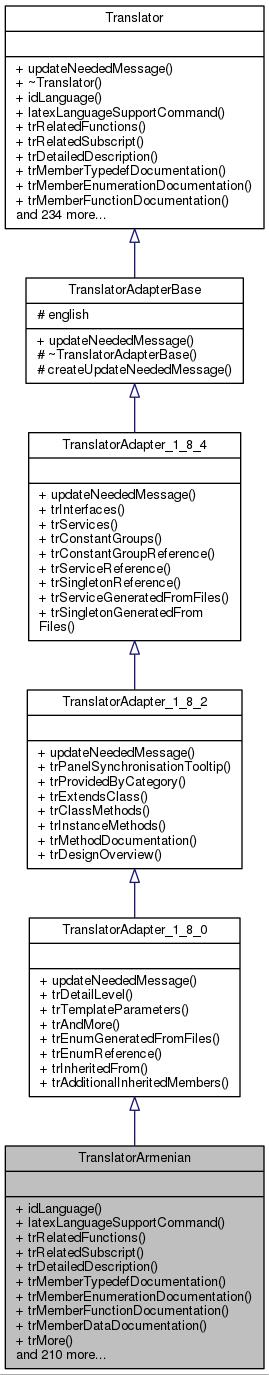 Translator
+ updateNeededMessage()
+ ~Translator()
+ idLanguage()
+ latexLanguageSupportCommand()
+ trRelatedFunctions()
+ trRelatedSubscript()
+ trDetailedDescription()
+ trMemberTypedefDocumentation()
+ trMemberEnumerationDocumentation()
+ trMemberFunctionDocumentation()
and 234 more...
TranslatorAdapterBase
# english
+ updateNeededMessage()
# ~TranslatorAdapterBase()
# createUpdateNeededMessage()
TranslatorAdapter_1_8_4
+ updateNeededMessage()
+ trInterfaces()
+ trServices()
+ trConstantGroups()
+ trConstantGroupReference()
+ trServiceReference()
+ trSingletonReference()
+ trServiceGeneratedFromFiles()
+ trSingletonGeneratedFrom
Files()
TranslatorAdapter_1_8_2
+ updateNeededMessage()
+ trPanelSynchronisationTooltip()
+ trProvidedByCategory()
+ trExtendsClass()
+ trClassMethods()
+ trInstanceMethods()
+ trMethodDocumentation()
+ trDesignOverview()
TranslatorAdapter_1_8_0
+ updateNeededMessage()
+ trDetailLevel()
+ trTemplateParameters()
+ trAndMore()
+ trEnumGeneratedFromFiles()
+ trEnumReference()
+ trInheritedFrom()
+ trAdditionalInheritedMembers()
TranslatorArmenian
+ idLanguage()
+ latexLanguageSupportCommand()
+ trRelatedFunctions()
+ trRelatedSubscript()
+ trDetailedDescription()
+ trMemberTypedefDocumentation()
+ trMemberEnumerationDocumentation()
+ trMemberFunctionDocumentation()
+ trMemberDataDocumentation()
+ trMore()
and 210 more...